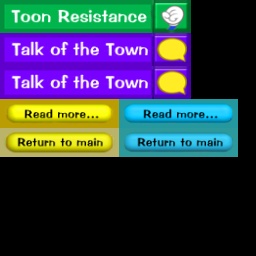 Toon Resistance
Talk of the Town
Talk of the Town
Read more... Read more...
Return to main Return to main